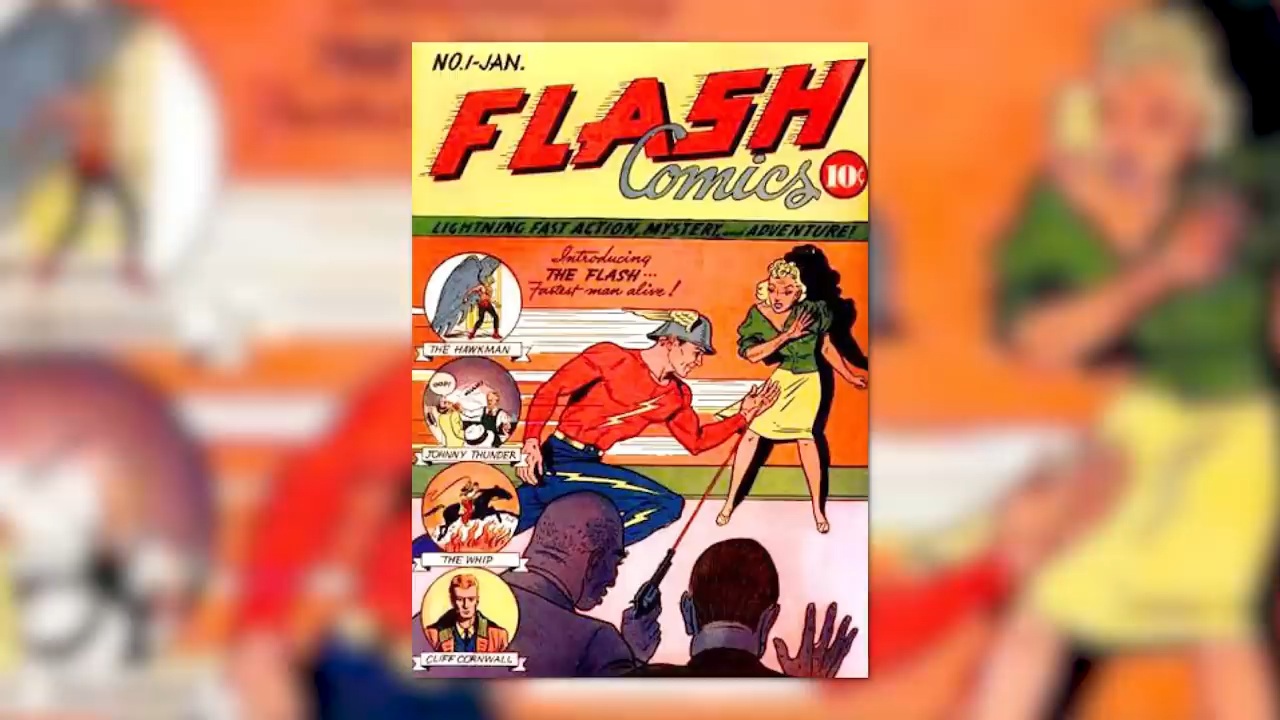 NO.1-JAN.
FLASH
Comics
10¢
LIGHTNING FAST ACTION, MYSTERY, and ADVENTURE!
Introducing
THE FLASH...
Fastest man alive!
THE HAWKMAN
OOP!
JOHNNY THUNDER
THE WHIP
CLIFF CORNWALL